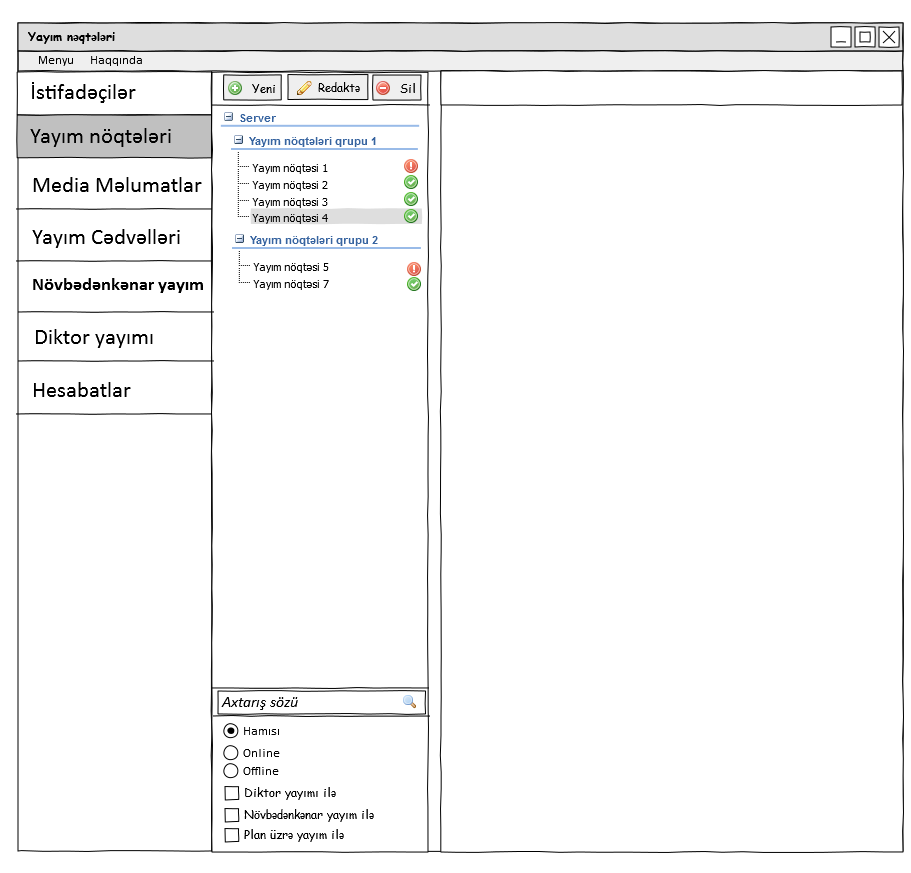 Yayım nəqtələri
Menyu Haqqında
İstifadəçilər
Yayım nöqtələri
Media Məlumatlar
Yayım Cədvəlləri
Növbədənkənar yayım
Diktor yayımı
Hesabatlar
Yeni Redaktə Sil
Server
Yayım nöqtələri qrupu 1
Yayım nöqtəsi 1
Yayım nöqtəsi 2
Yayım nöqtəsi 3
Yayım nöqtəsi 4
Yayım nöqtələri qrupu 2
Yayım nöqtəsi 5
Yayım nöqtəsi 7
Axtarış sözü
Hamısı
Online
Offline
Diktor yayımı ilə
Növbədənkənar yayım ilə
Plan üzrə yayım ilə